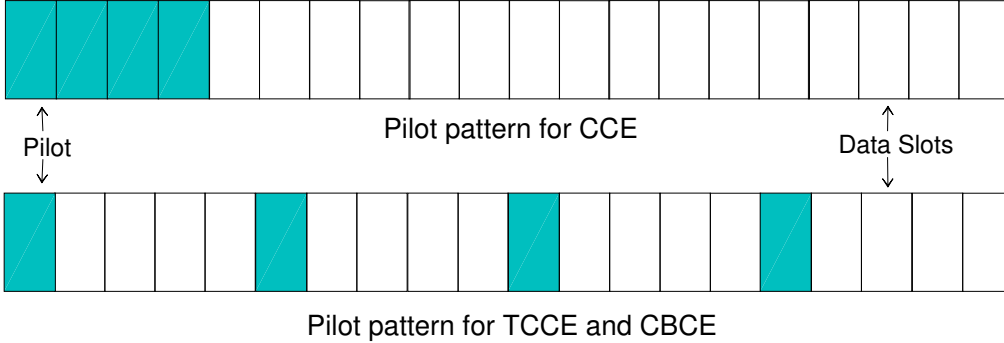 Pilot pattern for CCE
Pilot
Data Slots
Pilot pattern for TCCE and CBCE